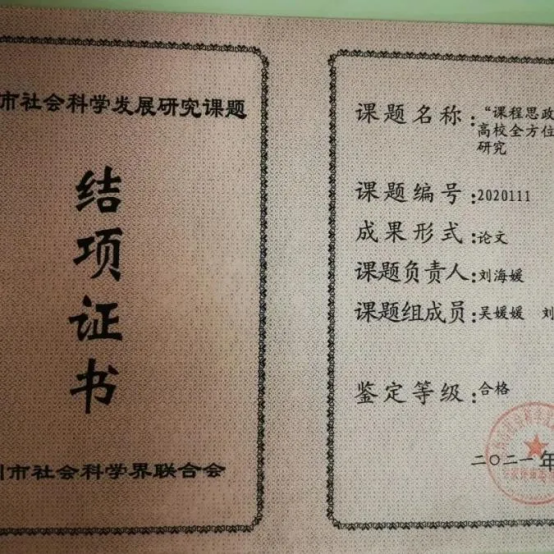 市社会科学发展研究课题
结项证书
州市社会科学界联合会
课题名称:“课程思政
高校全方位
研究
课题编号:2020111
成果形式:论文
课题负责人:刘海媛
课题组成员:吴媛媛 刘
鉴定等级:合格
二〇二一年